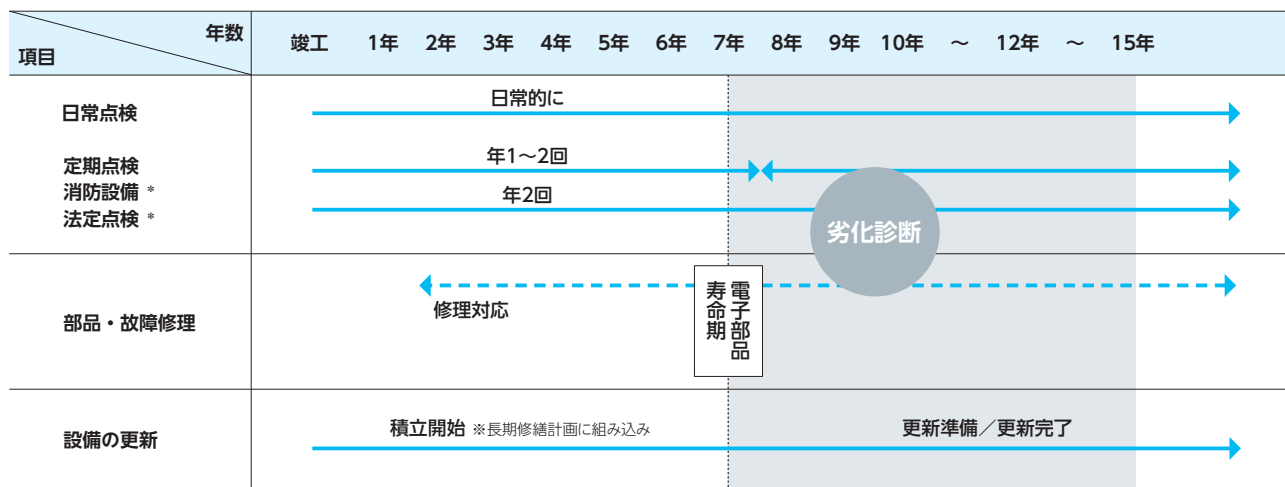 年数
項目
竣工 1年 2年 3年 4年 5年 6年 7年 8年 9年 10年 ～ 12年 ～ 15年
日常点検
日常的に
定期点検
年1～2回
消防設備 *
法定点検 *
年2回
劣化診断
部品・故障修理
修理対応
電子部品
寿命期
設備の更新
積立開始 ※長期修繕計画に組み込み
更新準備／更新完了